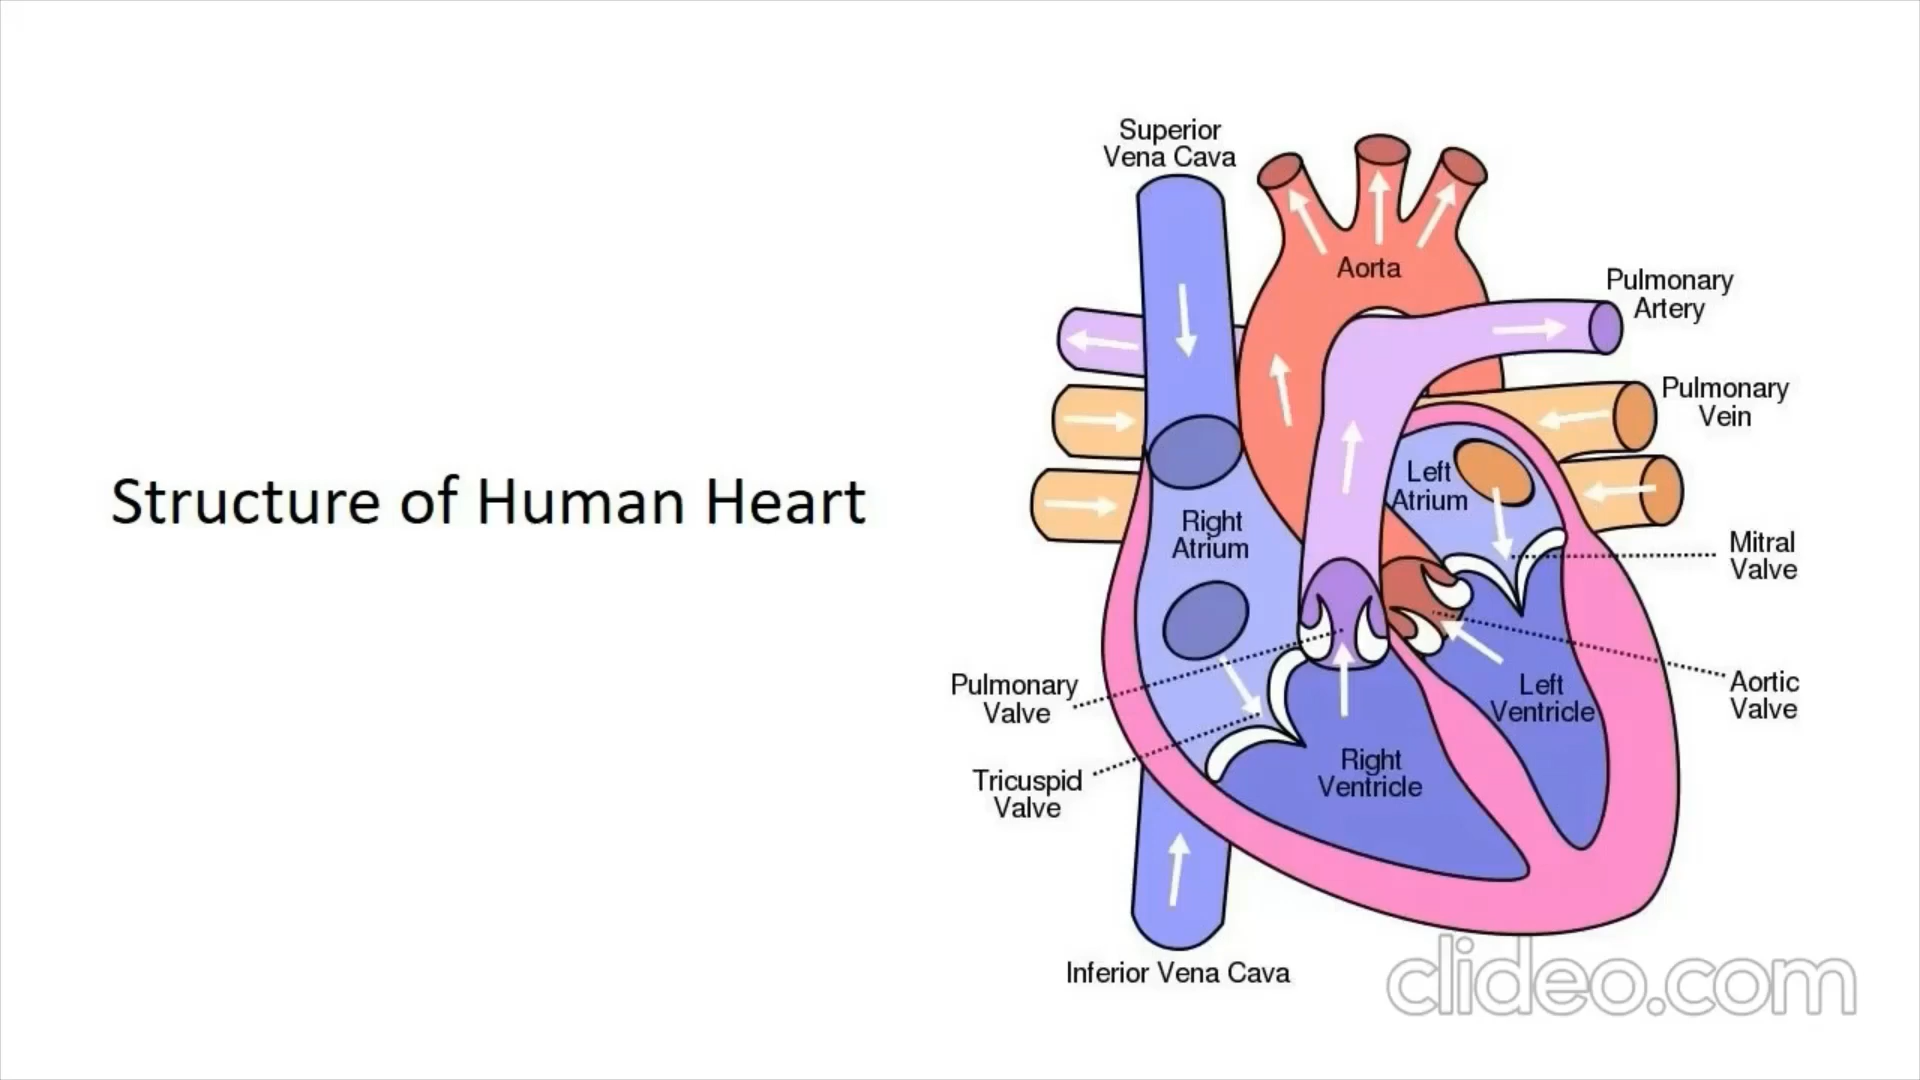 Structure of Human Heart
Superior
Vena Cava
Aorta
Pulmonary
Artery
Pulmonary
Vein
Left
Atrium
Right
Atrium
Mitral
Valve
Pulmonary
Valve
Left
Ventricle
Aortic
Valve
Right
Ventricle
Tricuspid
Valve
Inferior Vena Cava
clideo.com